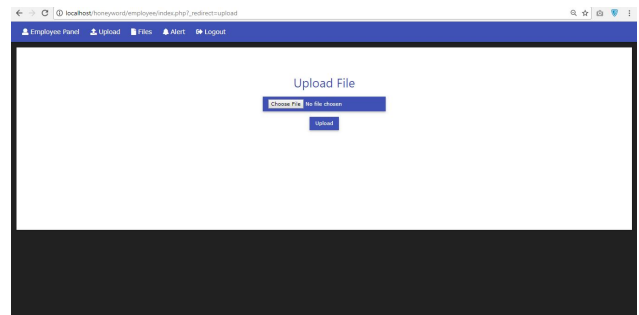 localhost/honeyword/employee/index.php?_redirect=upload
Employee Panel Upload Files Alert Logout
Upload File
Choose File No file chosen
Upload